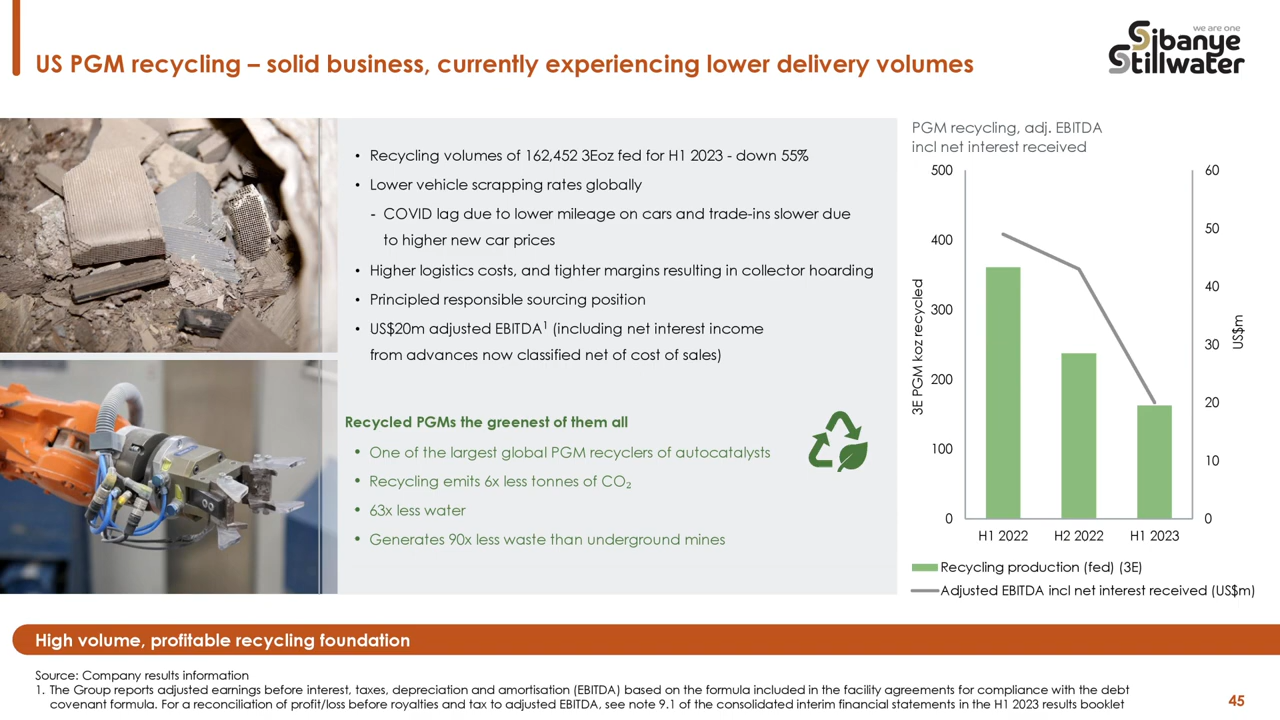 US PGM recycling – solid business, currently experiencing lower delivery volumes
we are one
Sibanye
Stillwater
• Recycling volumes of 162,452 3Eoz fed for H1 2023 - down 55%
• Lower vehicle scrapping rates globally
- COVID lag due to lower mileage on cars and trade-ins slower due
to higher new car prices
• Higher logistics costs, and tighter margins resulting in collector hoarding
• Principled responsible sourcing position
• US$20m adjusted EBITDA¹ (including net interest income
from advances now classified net of cost of sales)
Recycled PGMs the greenest of them all
• One of the largest global PGM recyclers of autocatalysts
• Recycling emits 6x less tonnes of CO₂
• 63x less water
• Generates 90x less waste than underground mines
PGM recycling, adj. EBITDA
incl net interest received
3E PGM koz recycled
500
400
300
200
100
0
60
50
40
30
20
10
0
US$m
H1 2022 H2 2022 H1 2023
Recycling production (fed) (3E)
Adjusted EBITDA incl net interest received (US$m)
High volume, profitable recycling foundation
Source: Company results information
1. The Group reports adjusted earnings before interest, taxes, depreciation and amortisation (EBITDA) based on the formula included in the facility agreements for compliance with the debt
covenant formula. For a reconciliation of profit/loss before royalties and tax to adjusted EBITDA, see note 9.1 of the consolidated interim financial statements in the H1 2023 results booklet
45